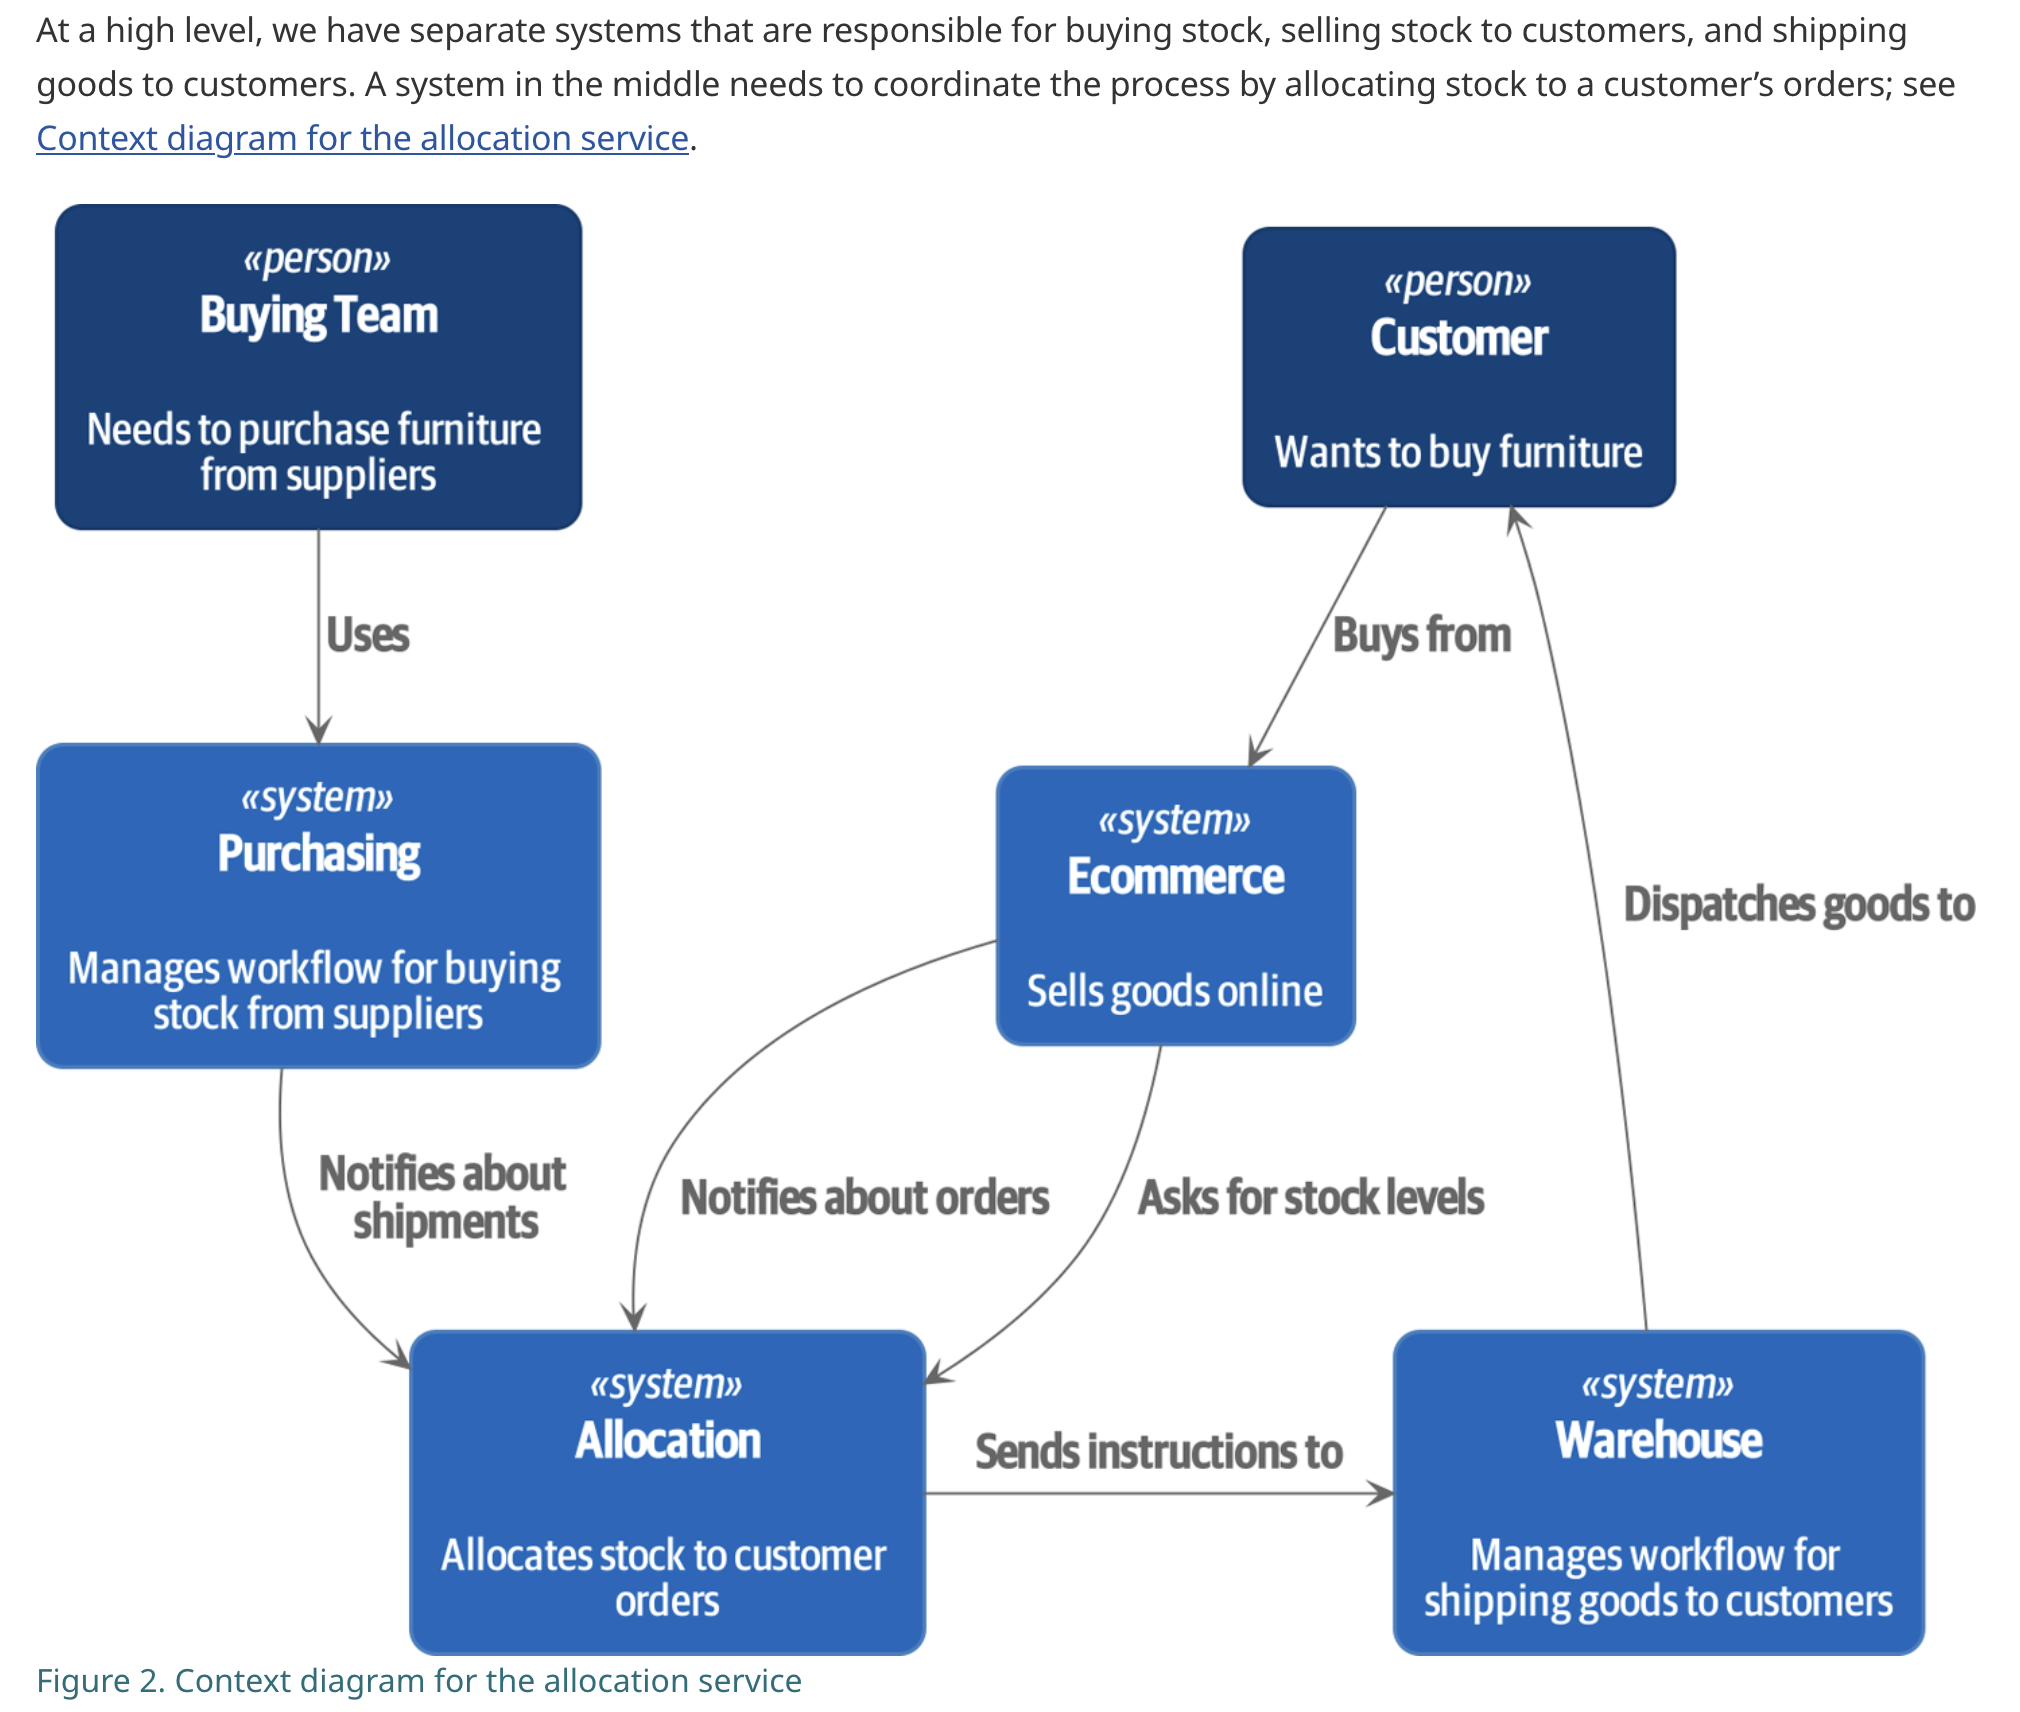 At a high level, we have separate systems that are responsible for buying stock, selling stock to customers, and shipping
goods to customers. A system in the middle needs to coordinate the process by allocating stock to a customer’s orders; see
Context diagram for the allocation service.
«person»
Buying Team
Needs to purchase furniture
from suppliers
«person»
Customer
Wants to buy furniture
Uses
Buys from
«system»
Purchasing
Manages workflow for buying
stock from suppliers
«system»
Ecommerce
Sells goods online
Dispatches goods to
Notifies about
shipments
Notifies about orders
Asks for stock levels
«system»
Allocation
Allocates stock to customer
orders
Sends instructions to
«system»
Warehouse
Manages workflow for
shipping goods to customers
Figure 2. Context diagram for the allocation service